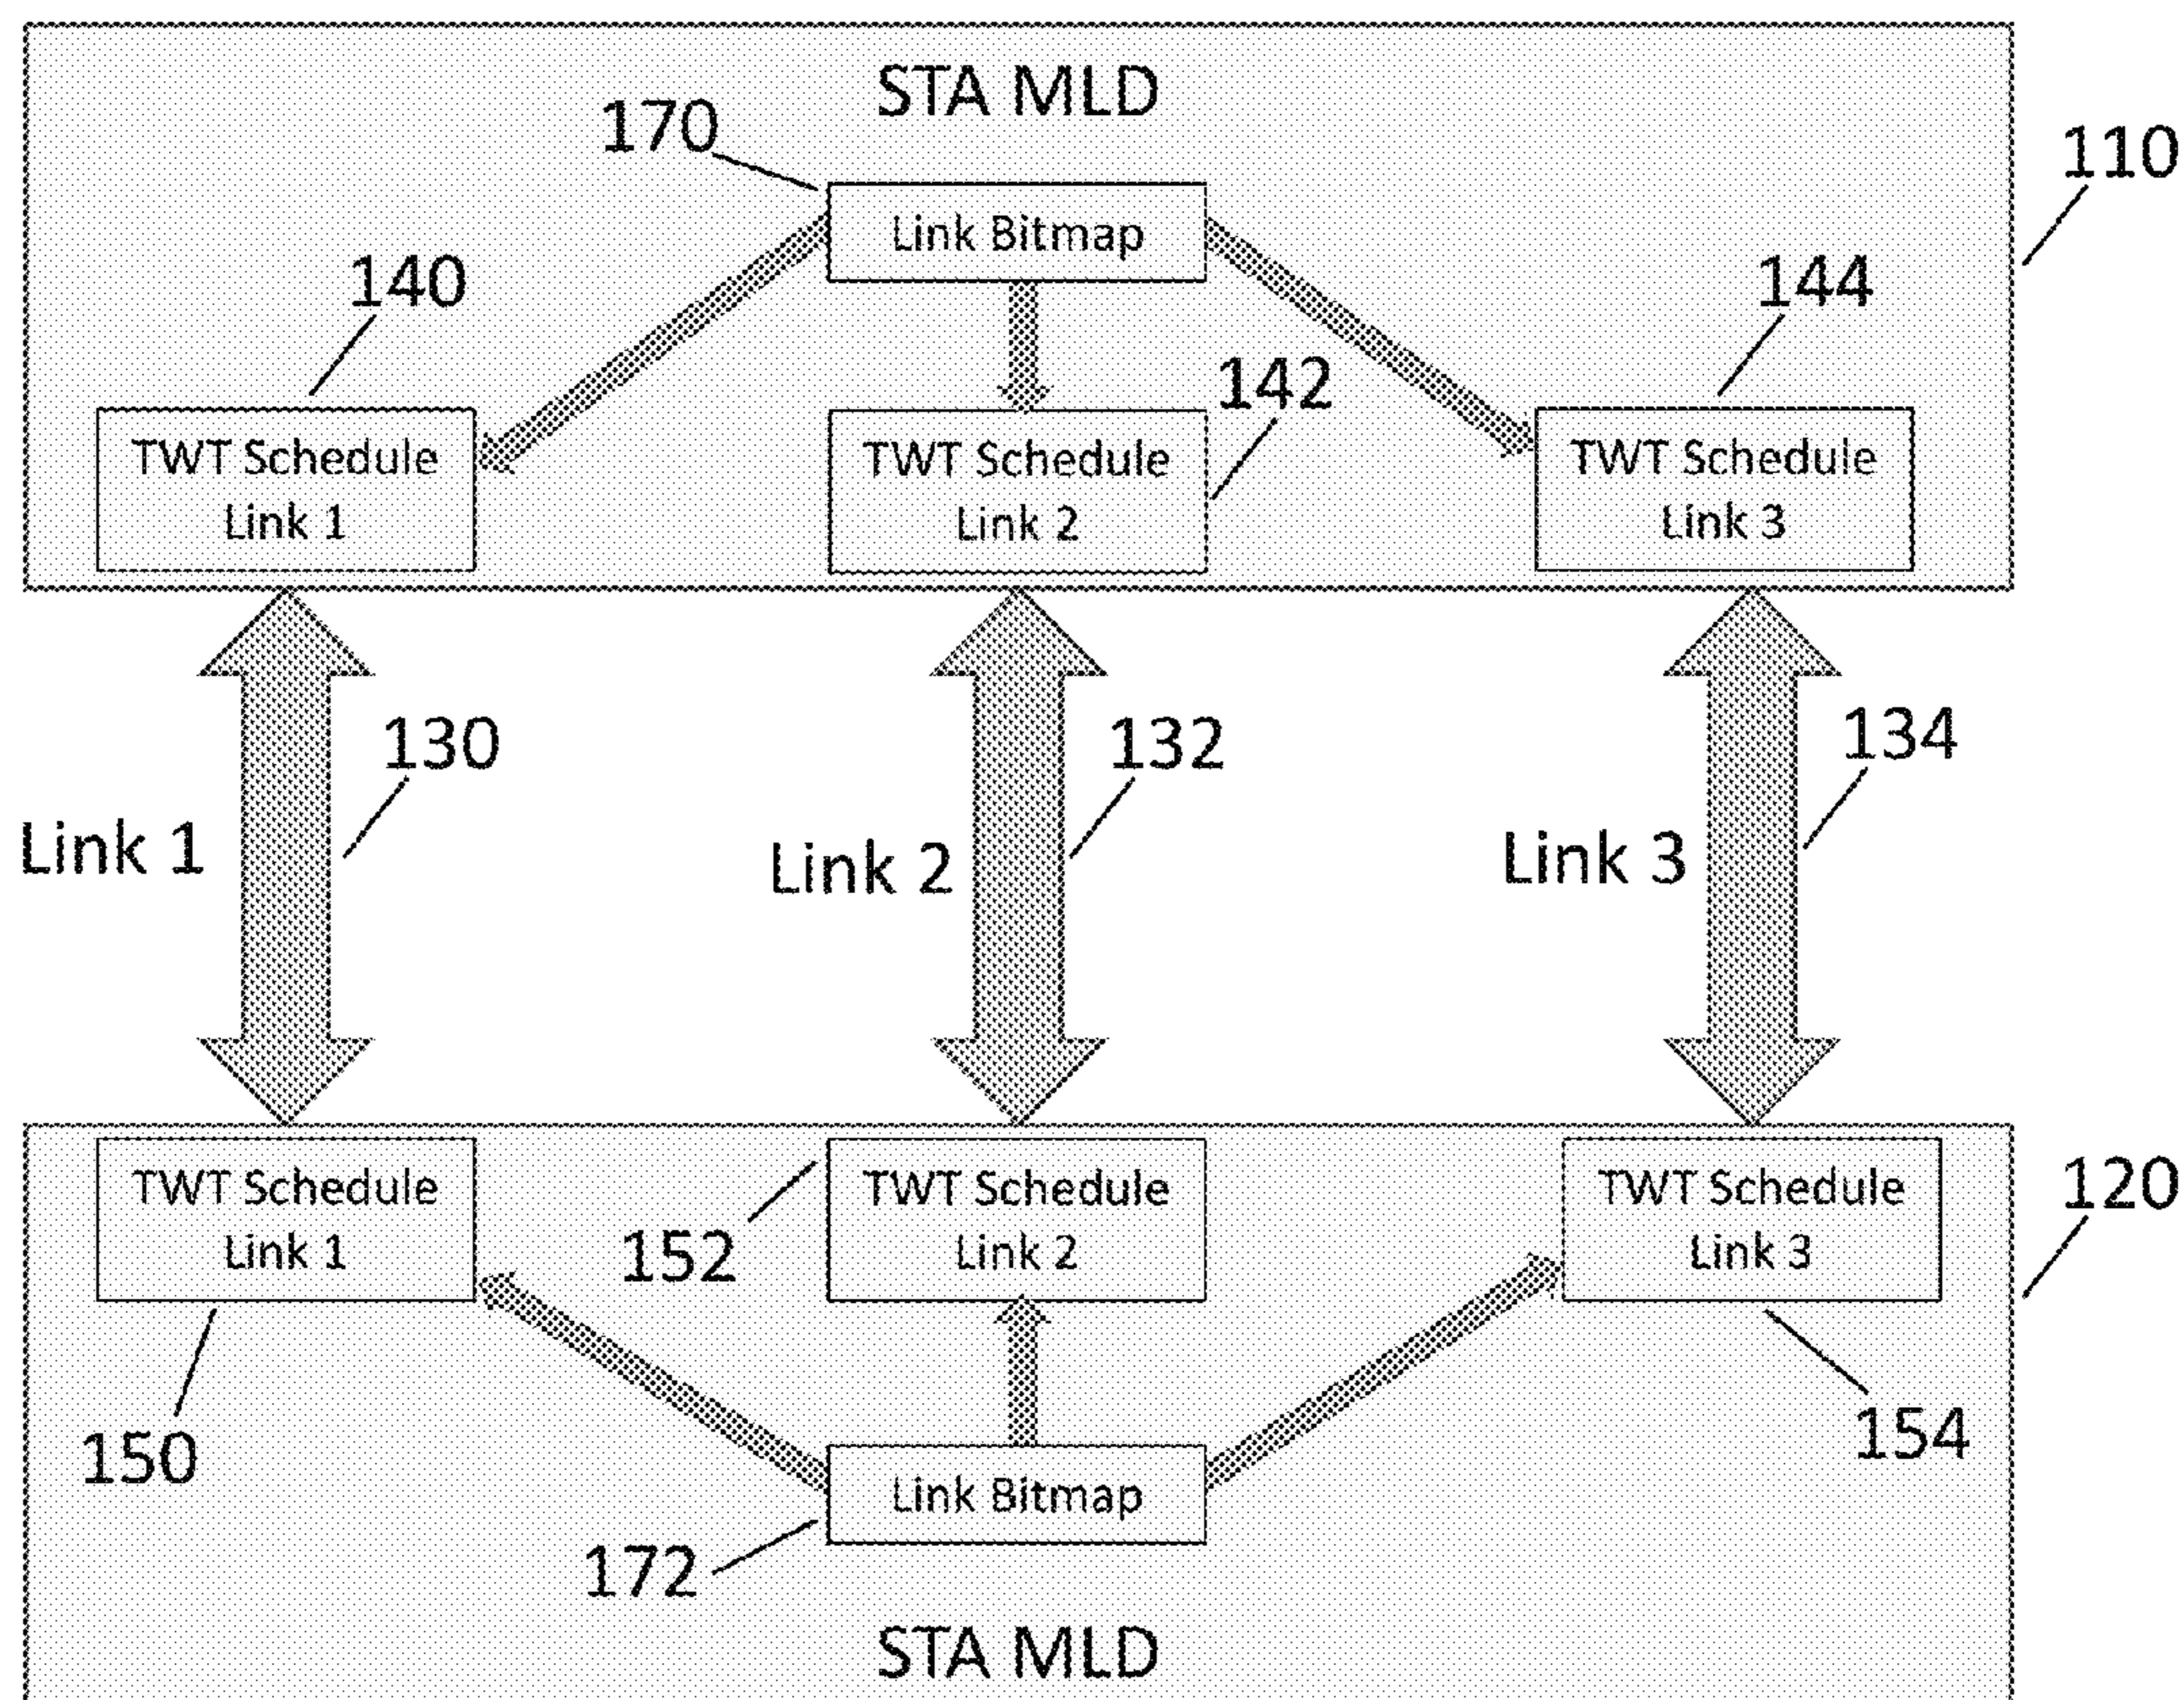 STA MLD
170
110
Link Bitmap
140
144
142
TWT Schedule
Link 1
TWT Schedule
Link 2
TWT Schedule
Link 3
130
132
134
Link 1
Link 2
Link 3
TWT Schedule
Link 1
152
TWT Schedule
Link 2
TWT Schedule
Link 3
120
150
154
Link Bitmap
172
STA MLD